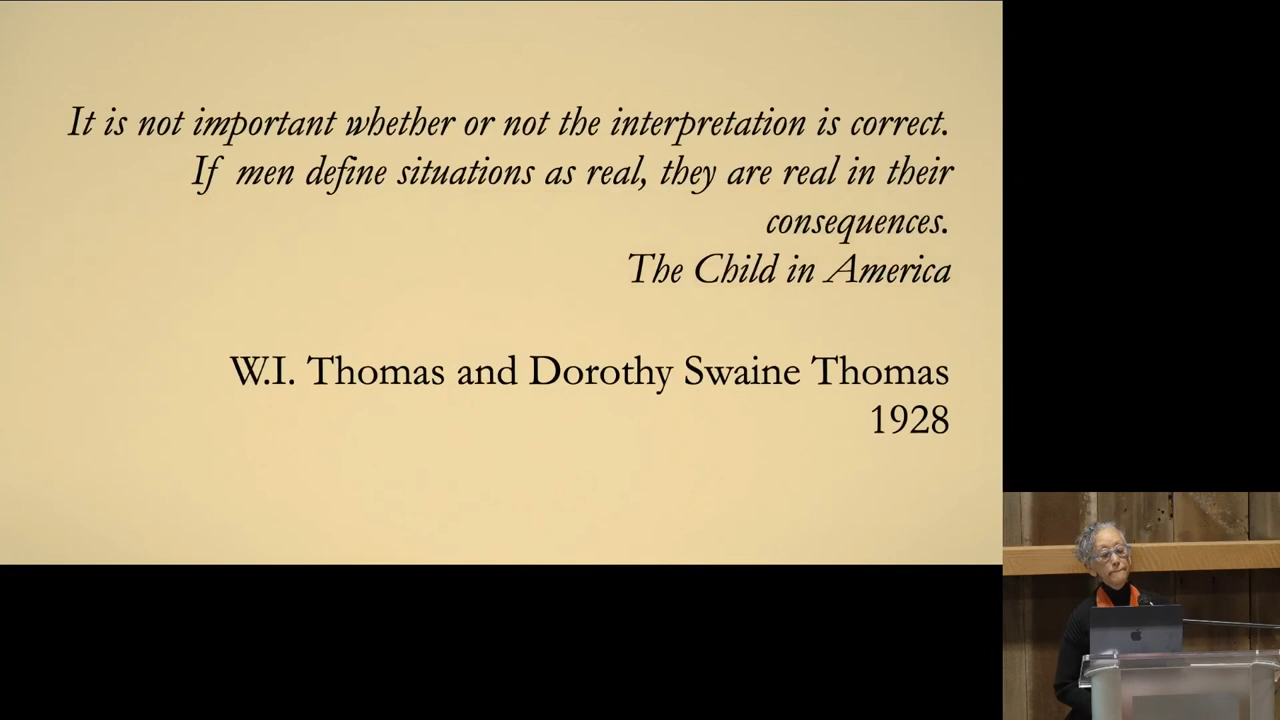 It is not important whether or not the interpretation is correct.
If men define situations as real, they are real in their
consequences.
The Child in America
W.I. Thomas and Dorothy Swaine Thomas
1928